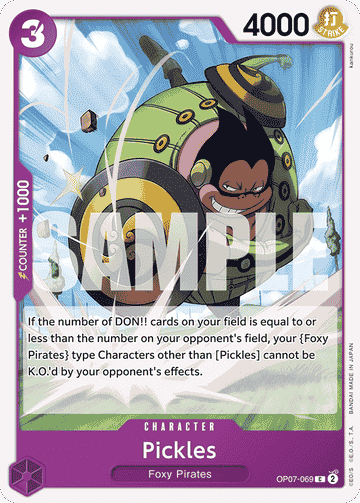 3
4000
打
STRIKE
kankurou
COUNTER +1000
SAMPLE
If the number of DON!! cards on your field is equal to or
less than the number on your opponent's field, your {Foxy
Pirates} type Characters other than [Pickles] cannot be
K.O.'d by your opponent's effects.
CHARACTER
Pickles
Foxy Pirates
OP07-069 C 2
©E.O./S., T.A. BANDAI MADE IN JAPAN